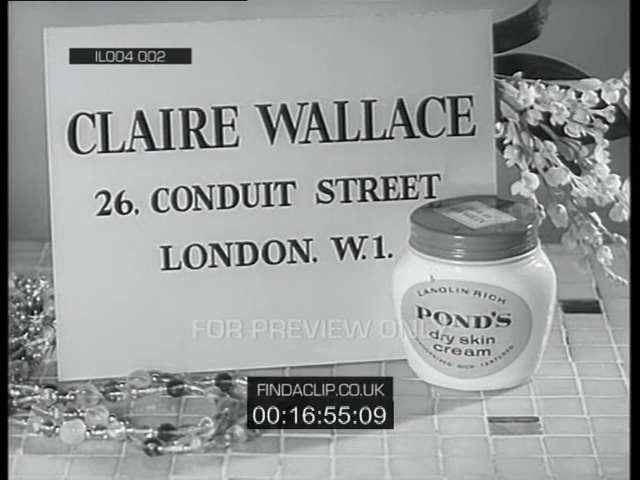 IL004 002
CLAIRE WALLACE
26. CONDUIT STREET
LONDON. W.1.
LANOLIN RICH
POND'S
dry skin
cream
FOR PREVIEW ONLY
FINDACLIP.CO.UK
00:16:55:09